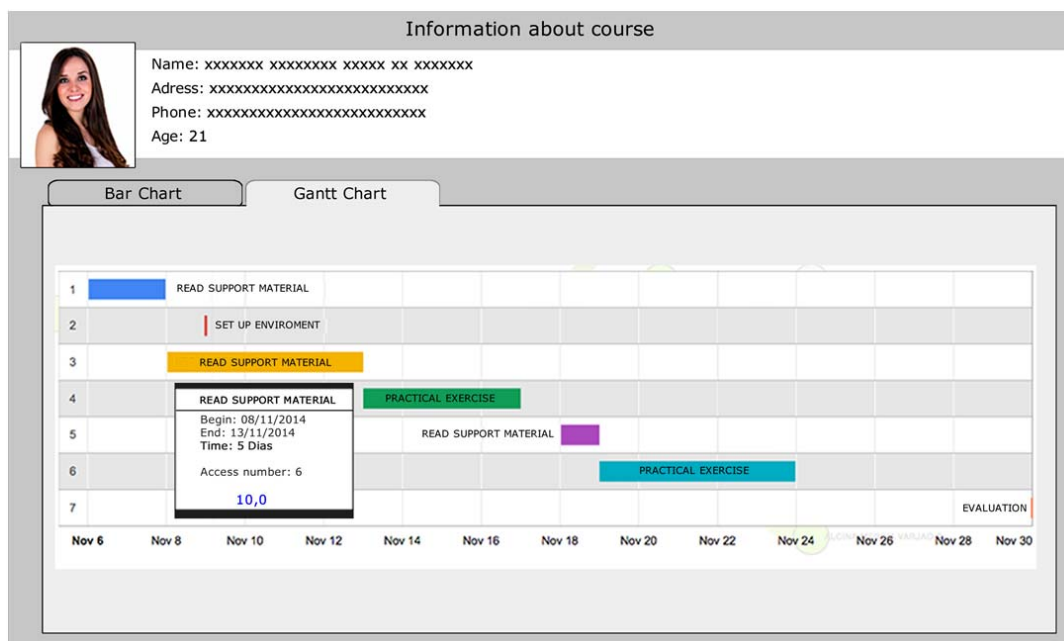 Information about course
Name: xxxxxxx xxxxxxxx xxxxx xx xxxxxxx
Adress: xxxxxxxxxxxxxxxxxxxxxxxxxx
Phone: xxxxxxxxxxxxxxxxxxxxxxxxxx
Age: 21
Bar Chart Gantt Chart
1 READ SUPPORT MATERIAL
2 SET UP ENVIROMENT
3 READ SUPPORT MATERIAL
4 PRACTICAL EXERCISE
READ SUPPORT MATERIAL
Begin: 08/11/2014
End: 13/11/2014
Time: 5 Dias
Access number: 6
10,0
5 READ SUPPORT MATERIAL
6 PRACTICAL EXERCISE
7 EVALUATION
Nov 6 Nov 8 Nov 10 Nov 12 Nov 14 Nov 16 Nov 18 Nov 20 Nov 22 Nov 24 Nov 26 Nov 28 Nov 30